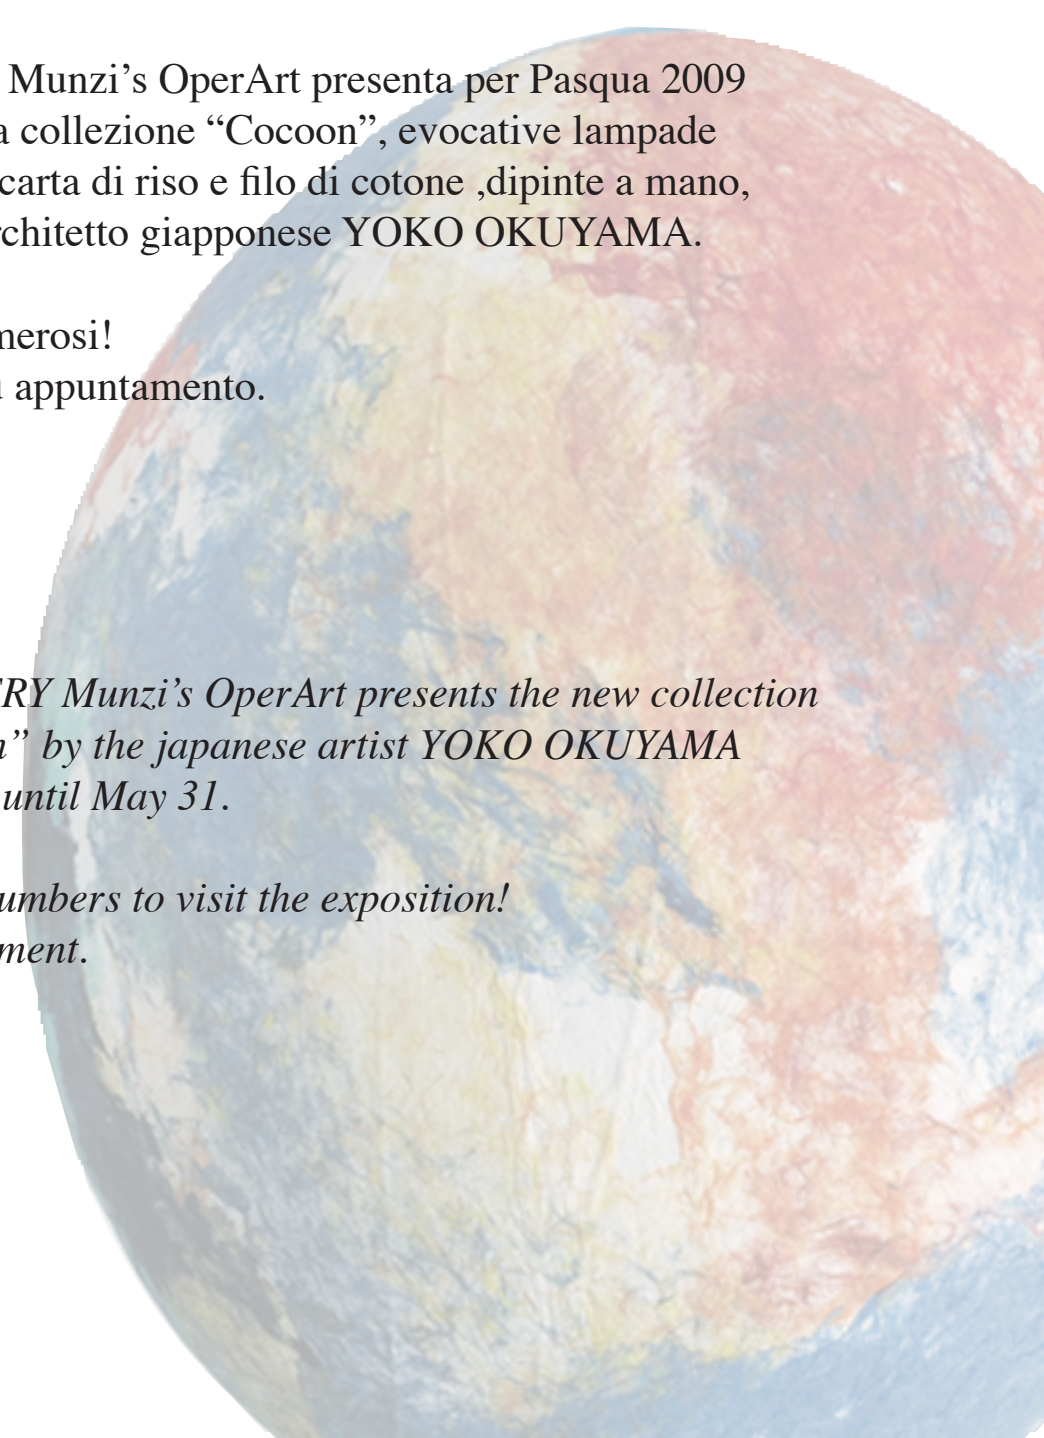 Munzi’s OperArt presenta per Pasqua 2009
a collezione “Cocoon”, evocative lampade
carta di riso e filo di cotone ,dipinte a mano,
rchitetto giapponese YOKO OKUYAMA.
merosi!
appuntamento.
ERY Munzi’s OperArt presents the new collection
n” by the japanese artist YOKO OKUYAMA
until May 31.
umbers to visit the exposition!
ment.